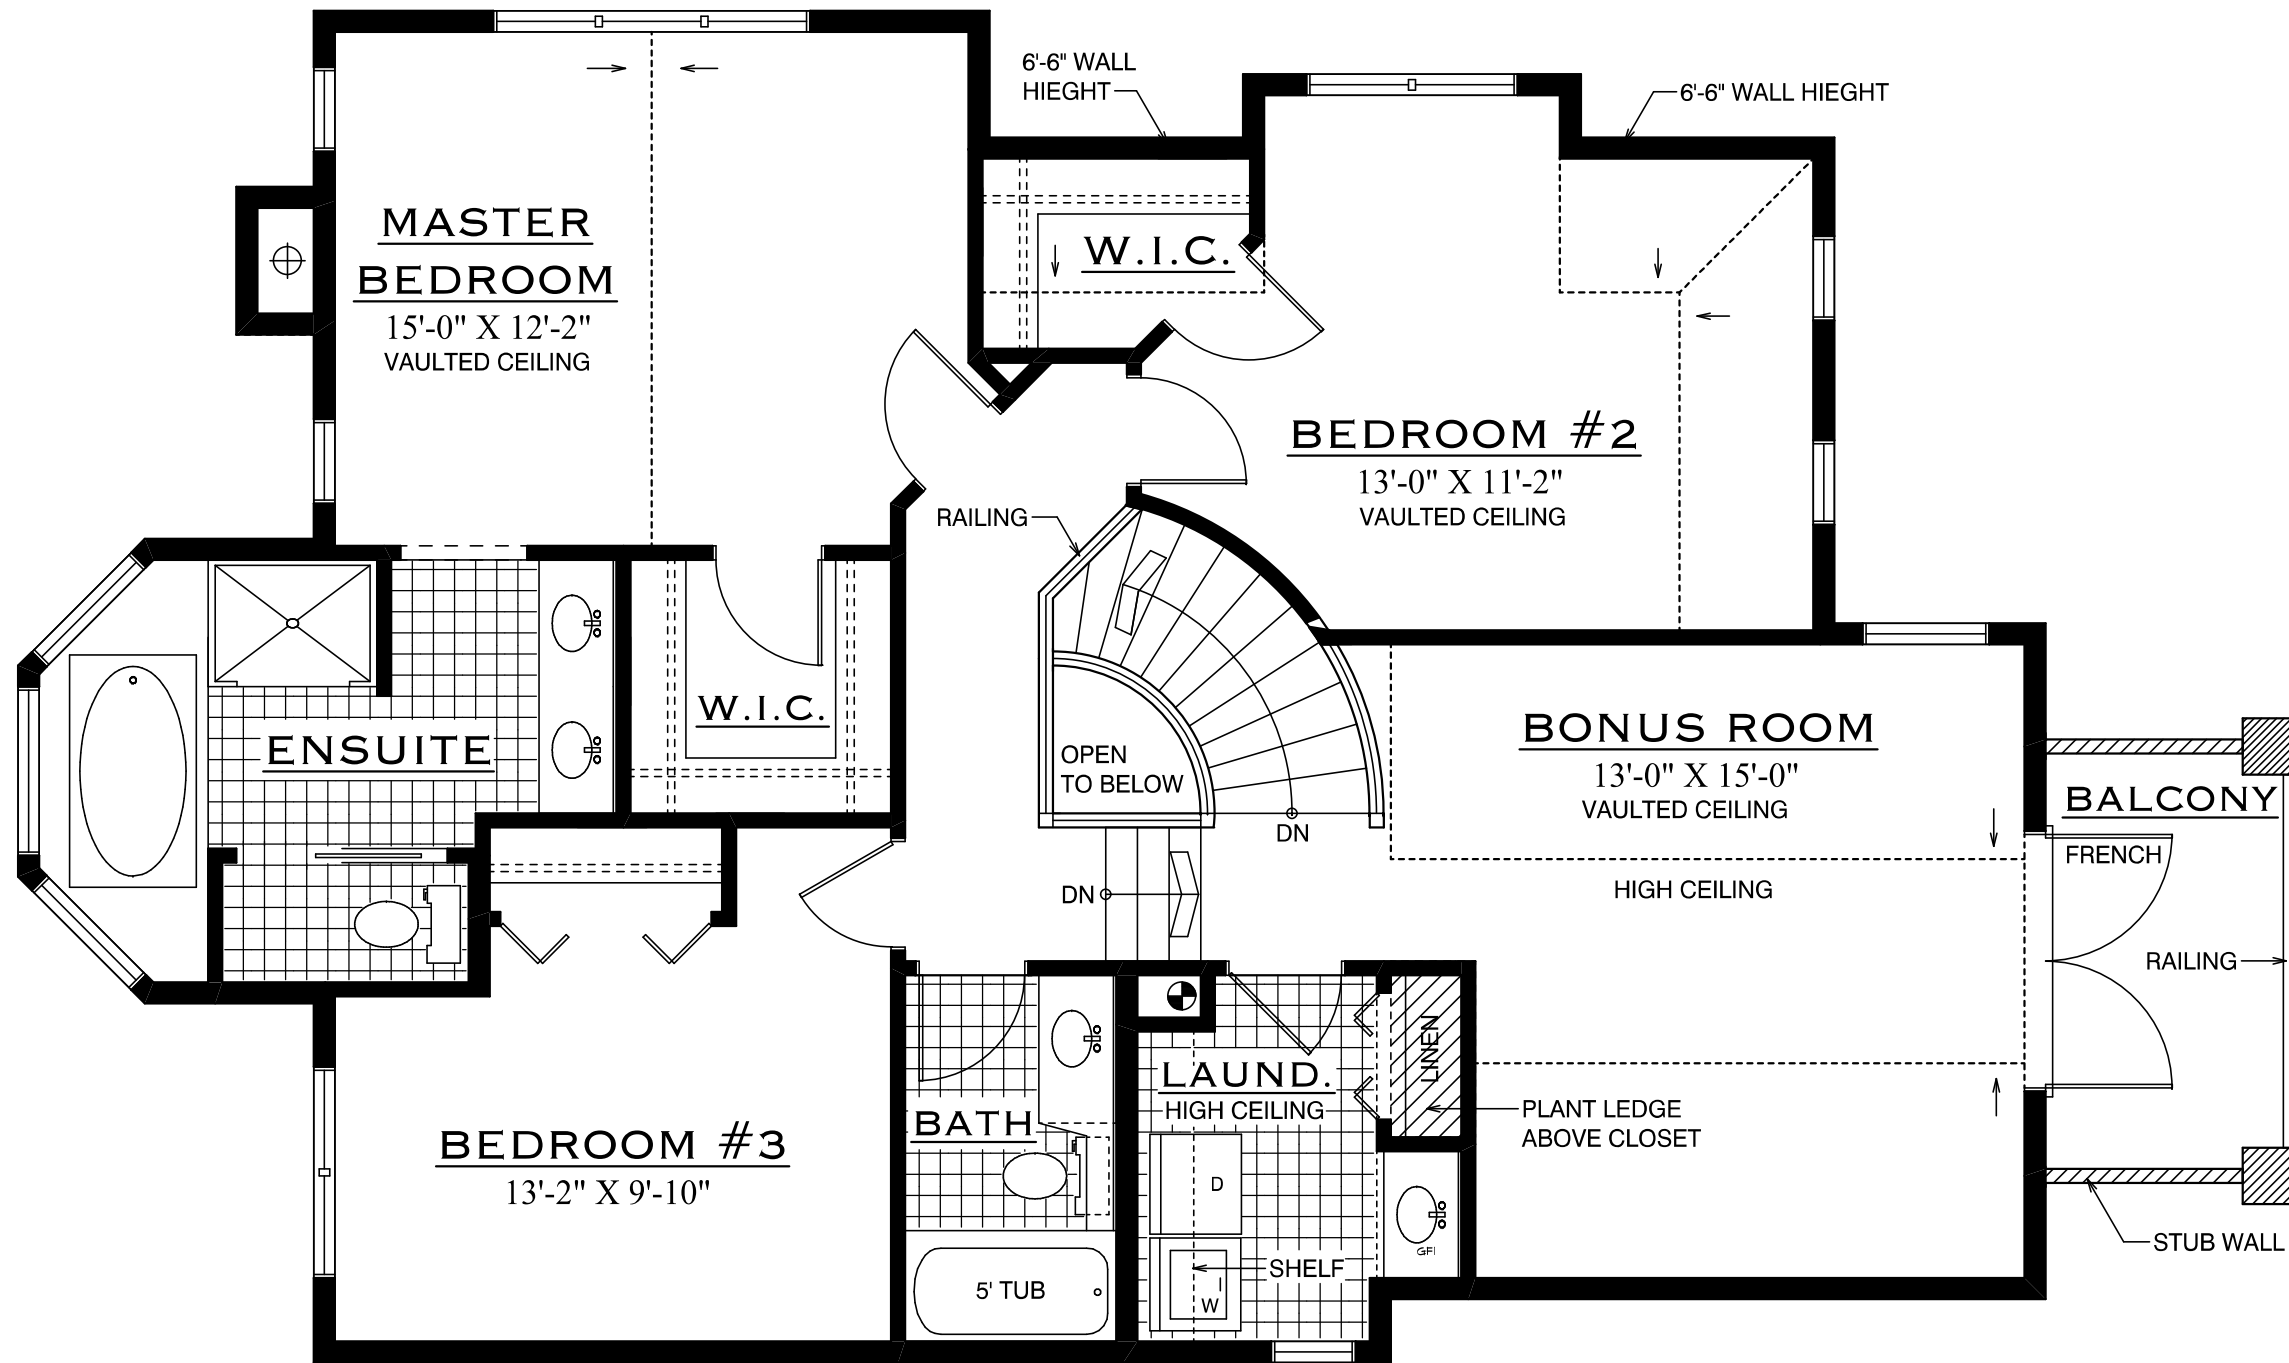 6'-6" WALL
HIEGHT
6'-6" WALL HIEGHT
MASTER
BEDROOM
15'-0" X 12'-2"
VAULTED CEILING
W.I.C.
BEDROOM #2
13'-0" X 11'-2"
VAULTED CEILING
RAILING
W.I.C.
ENSUITE
OPEN
TO BELOW
DN
DN
BONUS ROOM
13'-0" X 15'-0"
VAULTED CEILING
HIGH CEILING
BALCONY
FRENCH
RAILING
STUB WALL
BEDROOM #3
13'-2" X 9'-10"
BATH
5' TUB
LAUND.
HIGH CEILING
LINEN
PLANT LEDGE
ABOVE CLOSET
D
W
SHELF
GFI